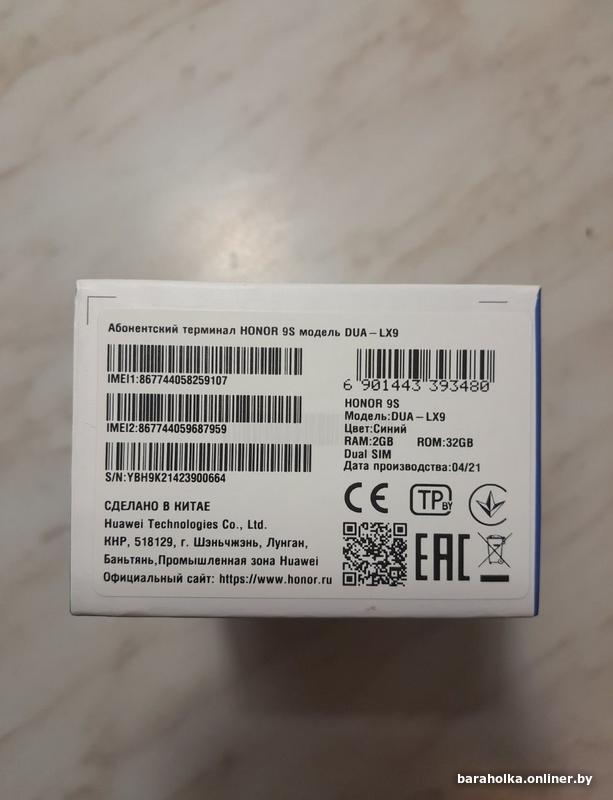 Абонентский терминал HONOR 9S модель DUA-LX9
IMEI1:867744058259107
IMEI2:867744059687959
S/N:YBH9K21423900664
6 901443 393480
HONOR 9S
Модель:DUA-LX9
Цвет:Синий
RAM:2GB ROM:32GB
Dual SIM
Дата производства:04/21
СДЕЛАНО В КИТАЕ
Huawei Technologies Co., Ltd.
КНР, 518129, г. Шэньчжэнь, Лунган,
Баньтянь,Промышленная зона Huawei
Официальный сайт: https://www.honor.ru
CE
ТР BY
EAC
baraholka.onliner.by